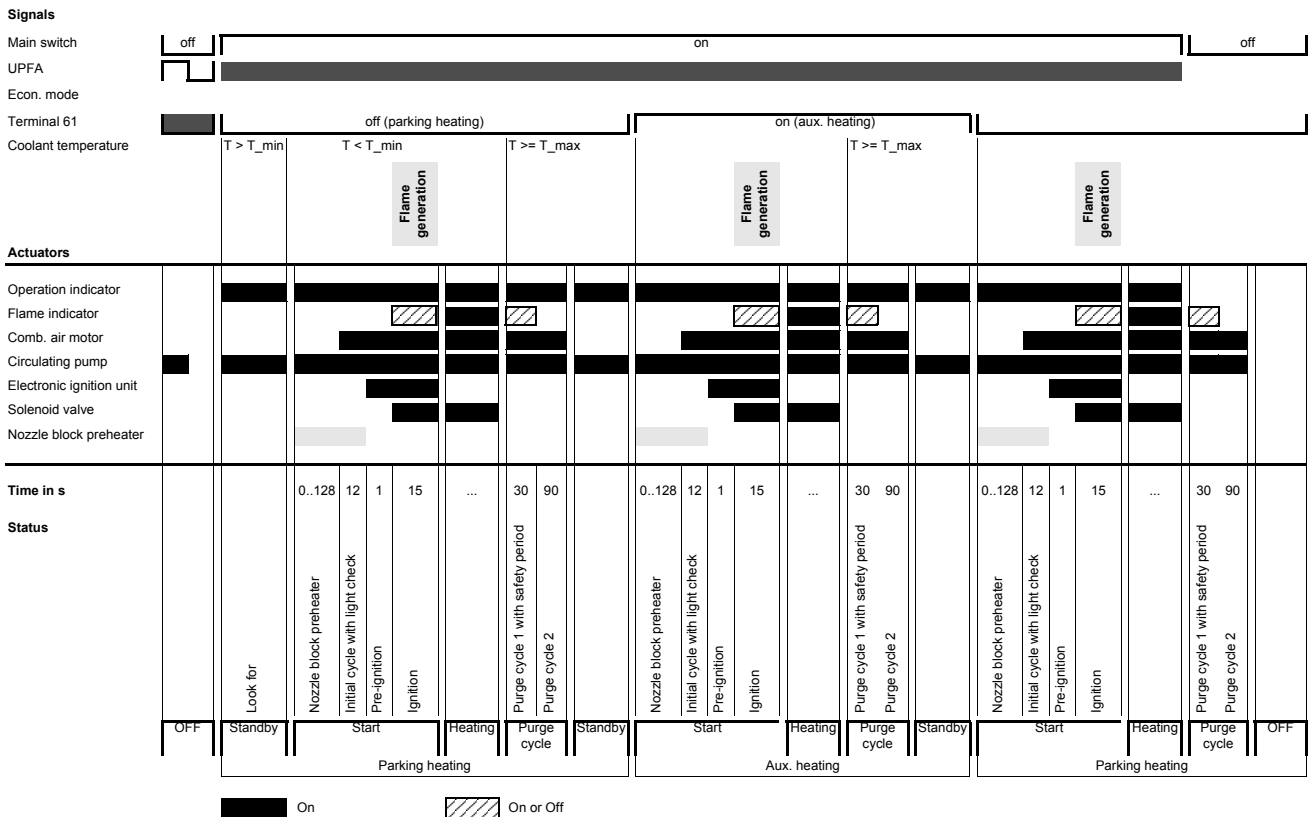 Signals
Main switch off on off
UPFA
Econ. mode
Terminal 61 off (parking heating) on (aux. heating)
Coolant temperature T > T_min T < T_min T >= T_max T >= T_max
Flame generation Flame generation Flame generation
Actuators
Operation indicator
Flame indicator
Comb. air motor
Circulating pump
Electronic ignition unit
Solenoid valve
Nozzle block preheater
Time in s 0..128 12 1 15 ... 30 90 0..128 12 1 15 ... 30 90 0..128 12 1 15 ... 30 90
Status
Look for
Nozzle block preheater
Initial cycle with light check
Pre-ignition
Ignition
Purge cycle 1 with safety period
Purge cycle 2
Nozzle block preheater
Initial cycle with light check
Pre-ignition
Ignition
Purge cycle 1 with safety period
Purge cycle 2
Nozzle block preheater
Initial cycle with light check
Pre-ignition
Ignition
Purge cycle 1 with safety period
Purge cycle 2
OFF Standby Start Heating Purge cycle Standby Start Heating Purge cycle Standby Start Heating Purge cycle OFF
Parking heating Aux. heating Parking heating
On On or Off